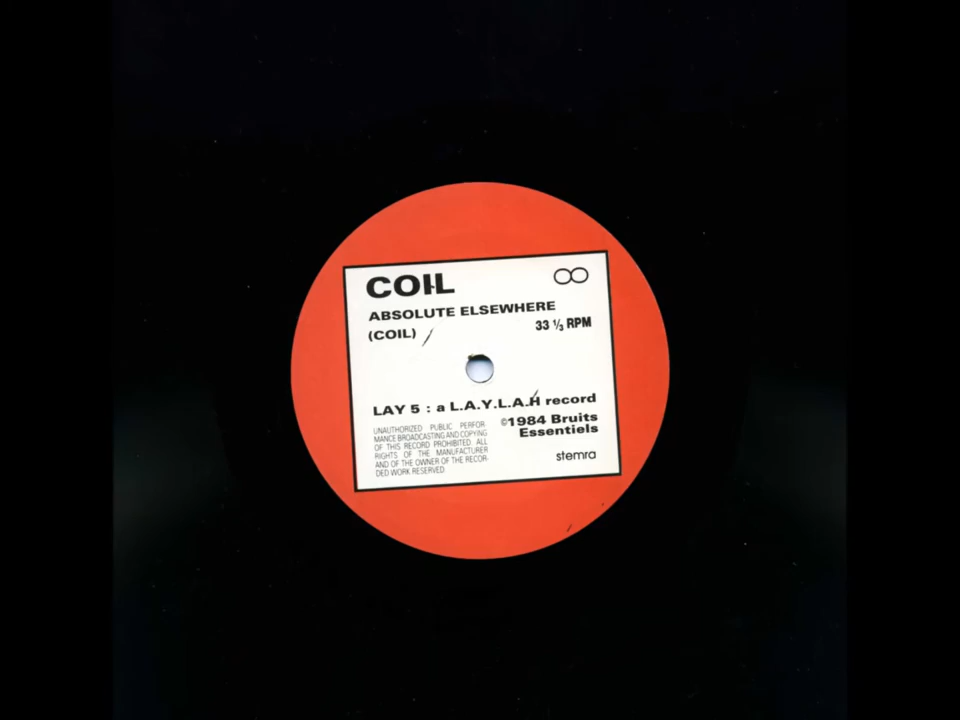 COIL
∞
ABSOLUTE ELSEWHERE
(COIL)
33 ⅓ RPM
LAY 5 : a L.A.Y.L.A.H record
UNAUTHORIZED PUBLIC PERFOR-
MANCE BROADCASTING AND COPYING
OF THIS RECORD PROHIBITED. ALL
RIGHTS OF THE MANUFACTURER
AND OF THE OWNER OF THE RECOR-
DED WORK RESERVED
©1984 Bruits
Essentiels
stemra